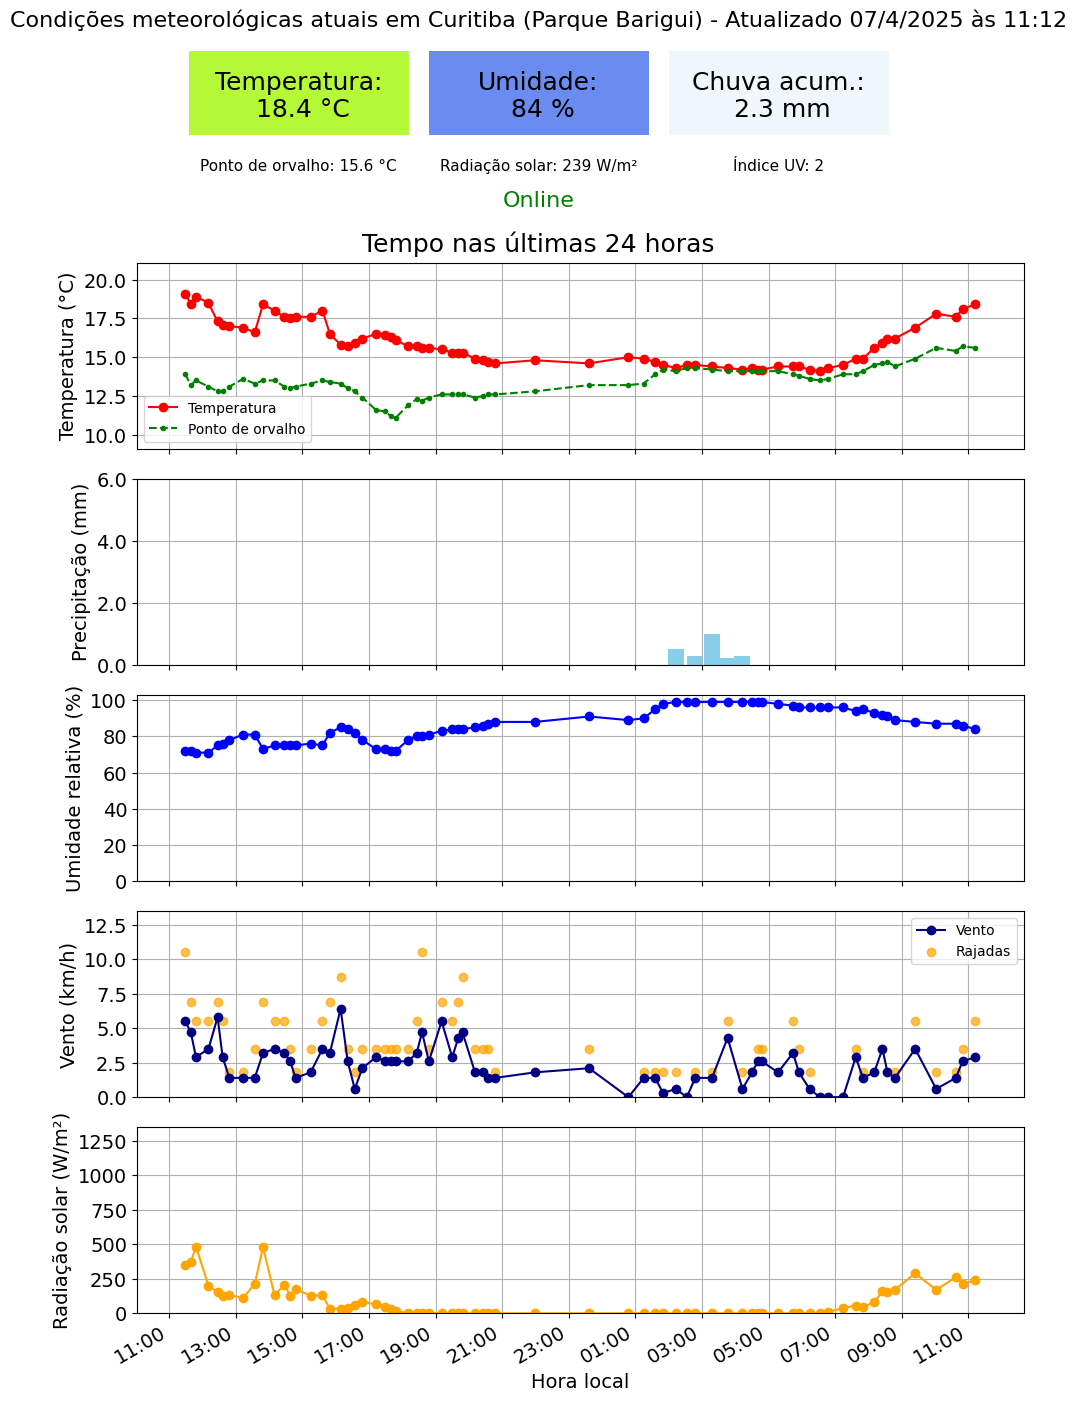 Condições meteorológicas atuais em Curitiba (Parque Barigui) - Atualizado 07/4/2025 às 11:12
Temperatura:
18.4 °C
Umidade:
84 %
Chuva acum.:
2.3 mm
Ponto de orvalho: 15.6 °C
Radiação solar: 239 W/m²
Índice UV: 2
Online
Tempo nas últimas 24 horas
Temperatura (°C)
20.0
17.5
15.0
12.5
10.0
Temperatura
Ponto de orvalho
Precipitação (mm)
6.0
4.0
2.0
0.0
Umidade relativa (%)
100
80
60
40
20
0
Vento (km/h)
12.5
10.0
7.5
5.0
2.5
0.0
Vento
Rajadas
Radiação solar (W/m²)
1250
1000
750
500
250
0
11:00
13:00
15:00
17:00
19:00
21:00
23:00
01:00
03:00
05:00
07:00
09:00
11:00
Hora local